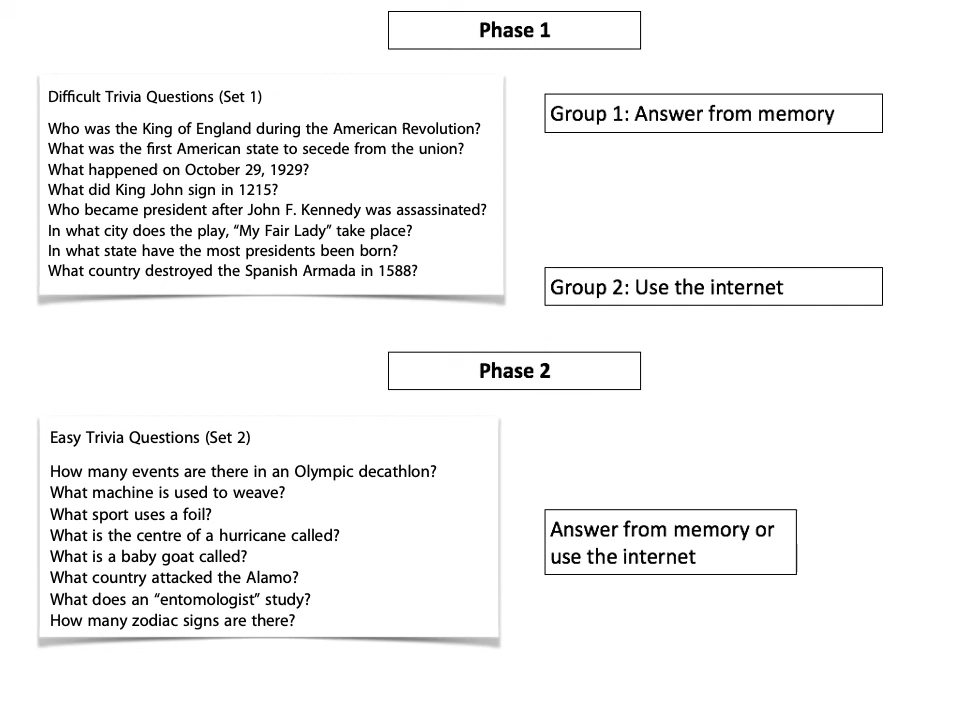 Phase 1
Difficult Trivia Questions (Set 1)
Who was the King of England during the American Revolution?
What was the first American state to secede from the union?
What happened on October 29, 1929?
What did King John sign in 1215?
Who became president after John F. Kennedy was assassinated?
In what city does the play, “My Fair Lady” take place?
In what state have the most presidents been born?
What country destroyed the Spanish Armada in 1588?
Group 1: Answer from memory
Group 2: Use the internet
Phase 2
Easy Trivia Questions (Set 2)
How many events are there in an Olympic decathlon?
What machine is used to weave?
What sport uses a foil?
What is the centre of a hurricane called?
What is a baby goat called?
What country attacked the Alamo?
What does an “entomologist” study?
How many zodiac signs are there?
Answer from memory or
use the internet